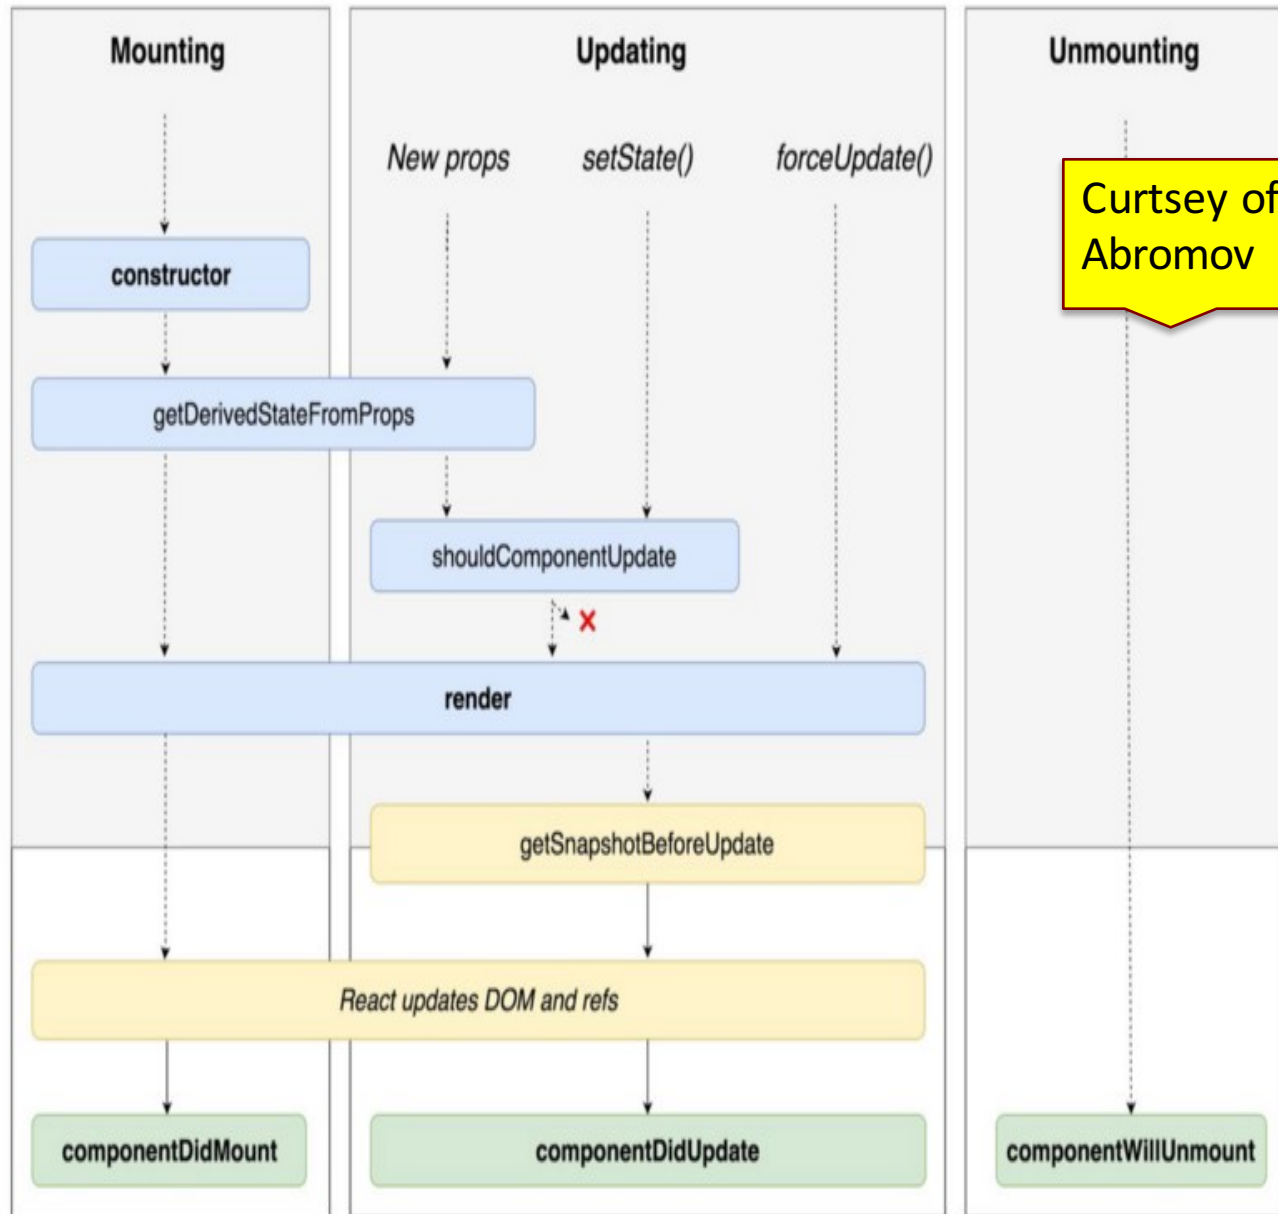 Mounting
Updating
Unmounting
New props
setState()
forceUpdate()
Curtsey of
Abromov
constructor
getDerivedStateFromProps
shouldComponentUpdate
render
getSnapshotBeforeUpdate
React updates DOM and refs
componentDidMount
componentDidUpdate
componentWillUnmount